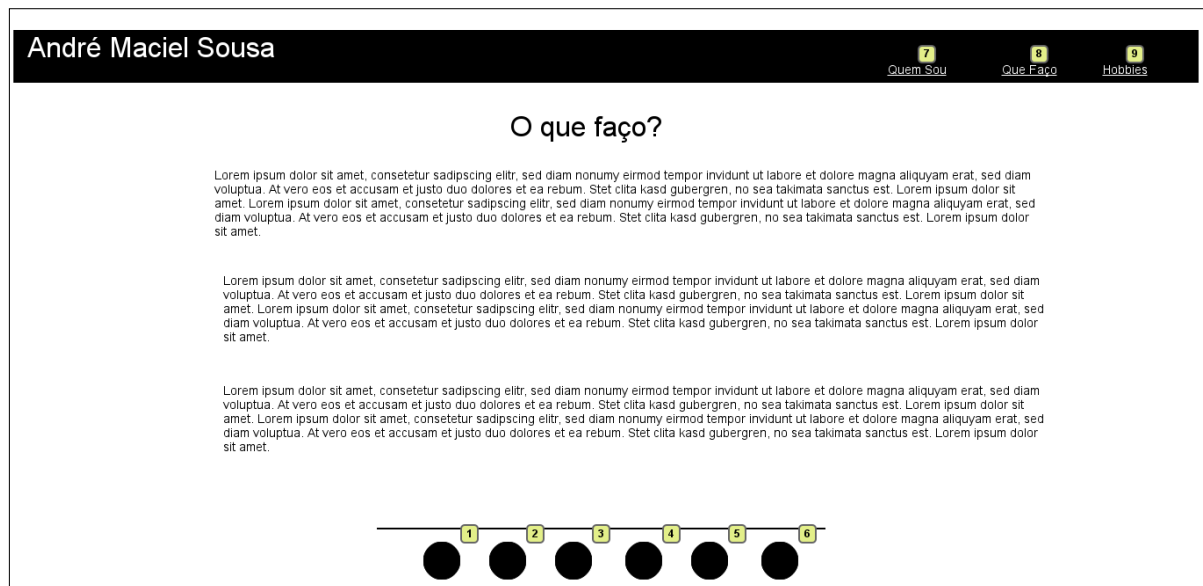 André Maciel Sousa
7
8
9
Quem Sou
Que Faço
Hobbies
O que faço?
Lorem ipsum dolor sit amet, consetetur sadipscing elitr, sed diam nonumy eirmod tempor invidunt ut labore et dolore magna aliquyam erat, sed diam
voluptua. At vero eos et accusam et justo duo dolores et ea rebum. Stet clita kasd gubergren, no sea takimata sanctus est. Lorem ipsum dolor sit
amet. Lorem ipsum dolor sit amet, consetetur sadipscing elitr, sed diam nonumy eirmod tempor invidunt ut labore et dolore magna aliquyam erat, sed
diam voluptua. At vero eos et accusam et justo duo dolores et ea rebum. Stet clita kasd gubergren, no sea takimata sanctus est. Lorem ipsum dolor
sit amet.
Lorem ipsum dolor sit amet, consetetur sadipscing elitr, sed diam nonumy eirmod tempor invidunt ut labore et dolore magna aliquyam erat, sed diam
voluptua. At vero eos et accusam et justo duo dolores et ea rebum. Stet clita kasd gubergren, no sea takimata sanctus est. Lorem ipsum dolor sit
amet. Lorem ipsum dolor sit amet, consetetur sadipscing elitr, sed diam nonumy eirmod tempor invidunt ut labore et dolore magna aliquyam erat, sed
diam voluptua. At vero eos et accusam et justo duo dolores et ea rebum. Stet clita kasd gubergren, no sea takimata sanctus est. Lorem ipsum dolor
sit amet.
Lorem ipsum dolor sit amet, consetetur sadipscing elitr, sed diam nonumy eirmod tempor invidunt ut labore et dolore magna aliquyam erat, sed diam
voluptua. At vero eos et accusam et justo duo dolores et ea rebum. Stet clita kasd gubergren, no sea takimata sanctus est. Lorem ipsum dolor sit
amet. Lorem ipsum dolor sit amet, consetetur sadipscing elitr, sed diam nonumy eirmod tempor invidunt ut labore et dolore magna aliquyam erat, sed
diam voluptua. At vero eos et accusam et justo duo dolores et ea rebum. Stet clita kasd gubergren, no sea takimata sanctus est. Lorem ipsum dolor
sit amet.
1
2
3
4
5
6